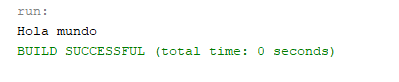 run:
Hola mundo
BUILD SUCCESSFUL (total time: 0 seconds)